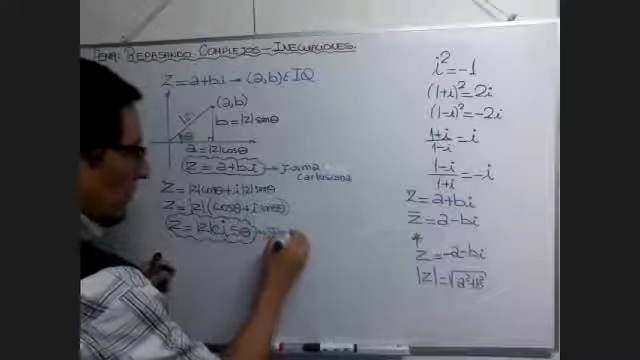 TEMA: REPASANDO COMPLEJOS - INECUACIONES.
Z = a+bi → (a,b) ∈ IQ
(a,b)
|Z|
b = |Z| senθ
θ
a = |Z| cosθ
Z = a+bi → Forma
Cartesiana
Z = |Z| cosθ + i |Z| senθ
Z = |Z| (cosθ + i senθ)
Z = |Z| cis θ
i² = -1
(1+i)² = 2i
(1-i)² = -2i
1+i/1-i = i
1-i/1+i = -i
Z = a+bi
Z̅ = a-bi
Z* = -a-bi
|Z| = √a²+b²